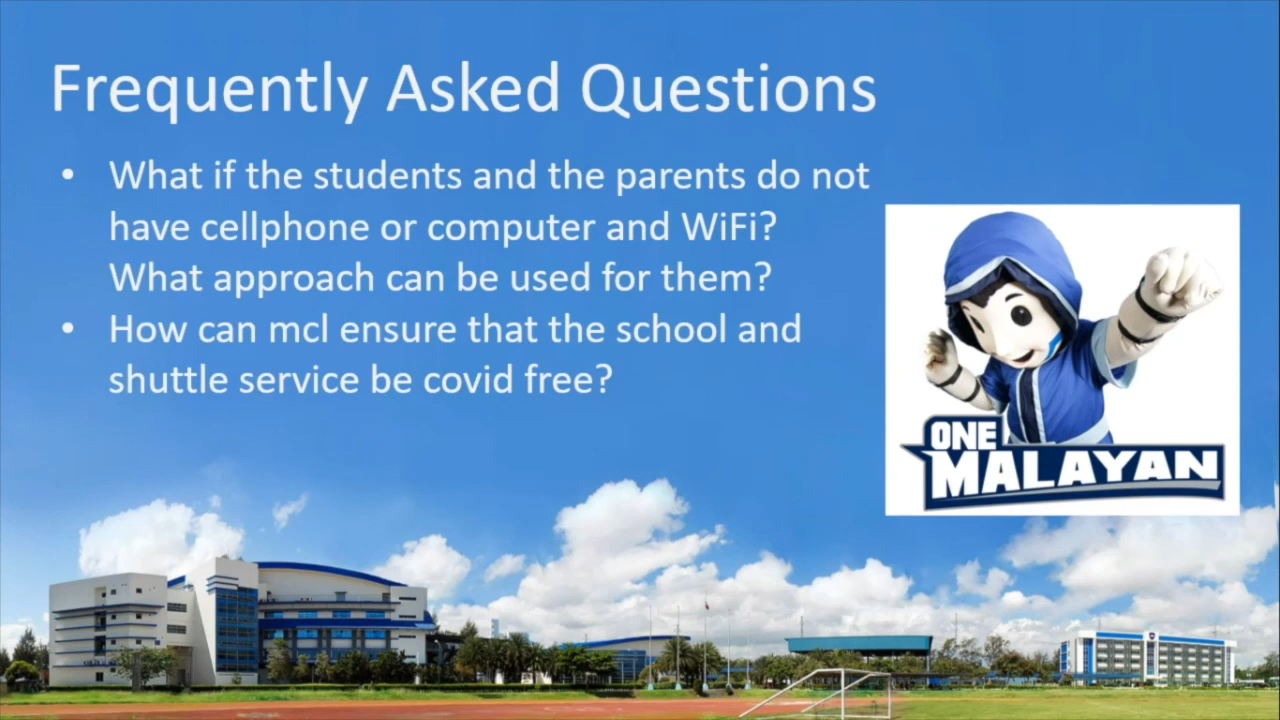 Frequently Asked Questions
• What if the students and the parents do not
have cellphone or computer and WiFi?
What approach can be used for them?
• How can mcl ensure that the school and
shuttle service be covid free?
ONE
MALAYAN